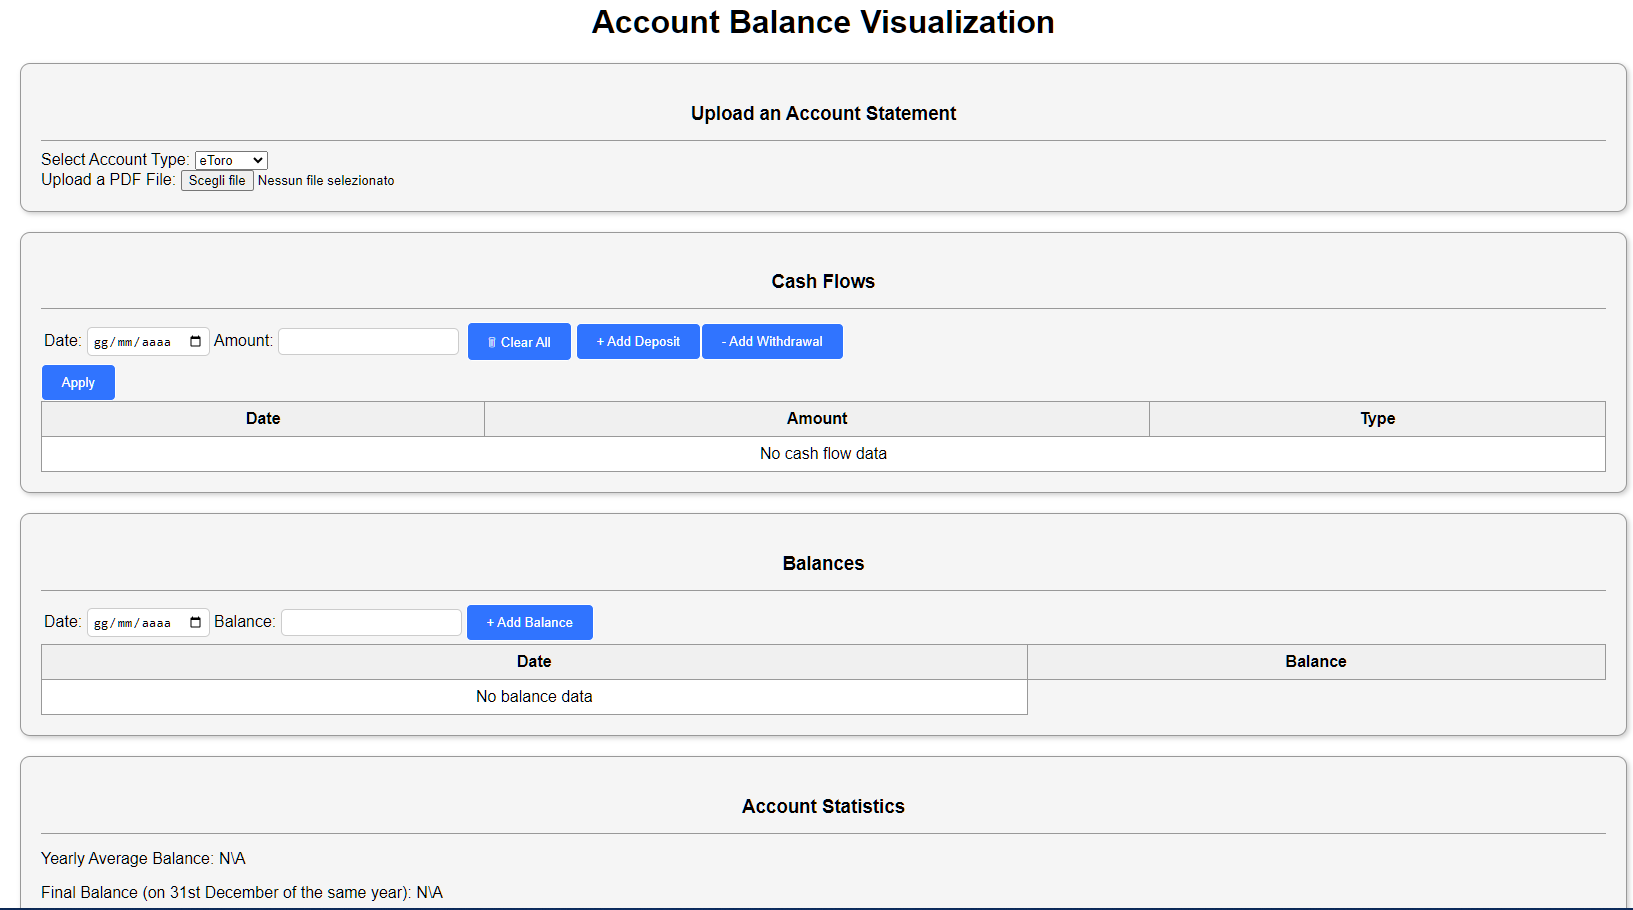 Account Balance Visualization
Upload an Account Statement
Select Account Type: eToro
Upload a PDF File: Scegli file Nessun file selezionato
Cash Flows
Date: gg/mm/aaaa Amount: Clear All + Add Deposit - Add Withdrawal
Apply
Date Amount Type
No cash flow data
Balances
Date: gg/mm/aaaa Balance: + Add Balance
Date Balance
No balance data
Account Statistics
Yearly Average Balance: N\A
Final Balance (on 31st December of the same year): N\A